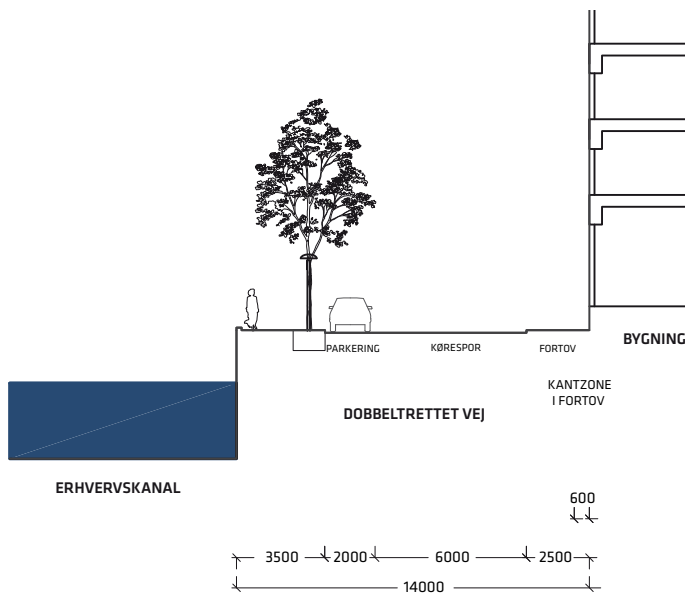 BYGNING
PARKERING
KØRESPOR
FORTOV
KANTZONE
I FORTOV
DOBBELTRETTET VEJ
ERHVERVSKANAL
600
3500
2000
6000
2500
14000